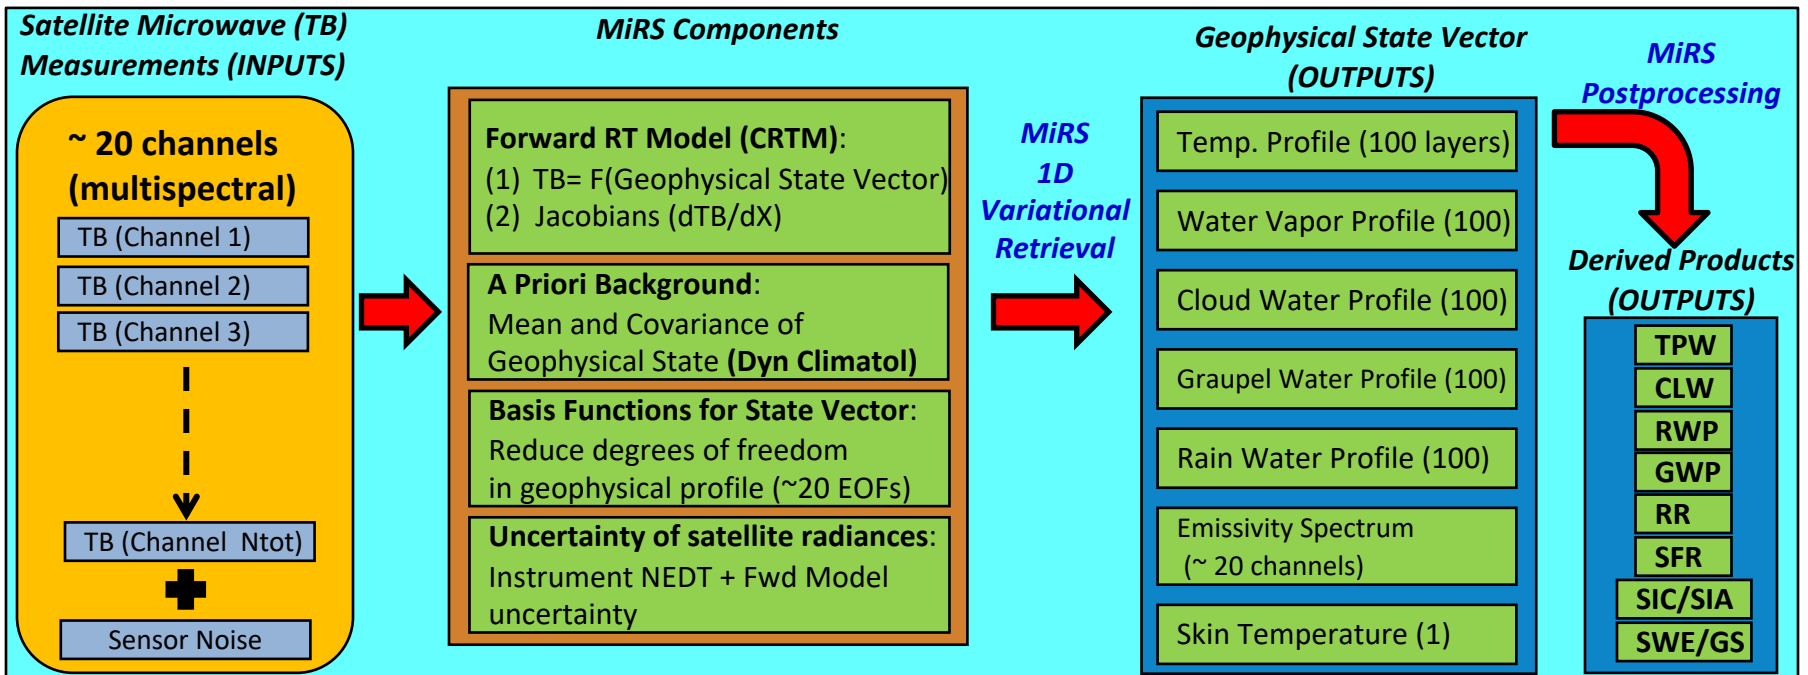 Satellite Microwave (TB)
Measurements (INPUTS)
~ 20 channels
(multispectral)
TB (Channel 1)
TB (Channel 2)
TB (Channel 3)
TB (Channel  Ntot)
Sensor Noise
MiRS Components
Forward RT Model (CRTM):
(1)  TB= F(Geophysical State Vector)
(2)  Jacobians (dTB/dX)
A Priori Background:
Mean and Covariance of
Geophysical State (Dyn Climatol)
Basis Functions for State Vector:
Reduce degrees of freedom
in geophysical profile (~20 EOFs)
Uncertainty of satellite radiances:
Instrument NEDT + Fwd Model
uncertainty
MiRS
1D
Variational
Retrieval
Geophysical State Vector
(OUTPUTS)
Temp. Profile (100 layers)
Water Vapor Profile (100)
Cloud Water Profile (100)
Graupel Water Profile (100)
Rain Water Profile (100)
Emissivity Spectrum
(~ 20 channels)
Skin Temperature (1)
MiRS
Postprocessing
Derived Products
(OUTPUTS)
TPW
CLW
RWP
GWP
RR
SFR
SIC/SIA
SWE/GS